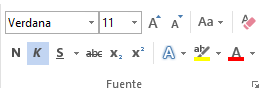 Verdana 11 A A Aa A
N K S abc X₂ X² A ab A
Fuente